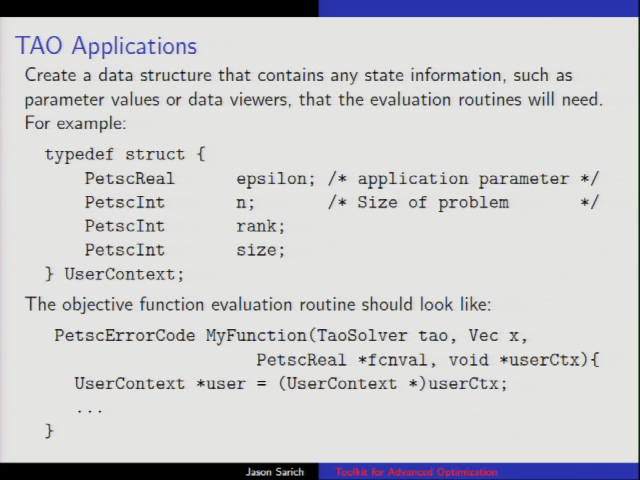 TAO Applications
Create a data structure that contains any state information, such as
parameter values or data viewers, that the evaluation routines will need.
For example:
typedef struct {
PetscReal epsilon; /* application parameter */
PetscInt n; /* Size of problem */
PetscInt rank;
PetscInt size;
} UserContext;
The objective function evaluation routine should look like:
PetscErrorCode MyFunction(TaoSolver tao, Vec x,
PetscReal *fcnval, void *userCtx){
UserContext *user = (UserContext *)userCtx;
...
}
Jason Sarich Toolkit for Advanced Optimization